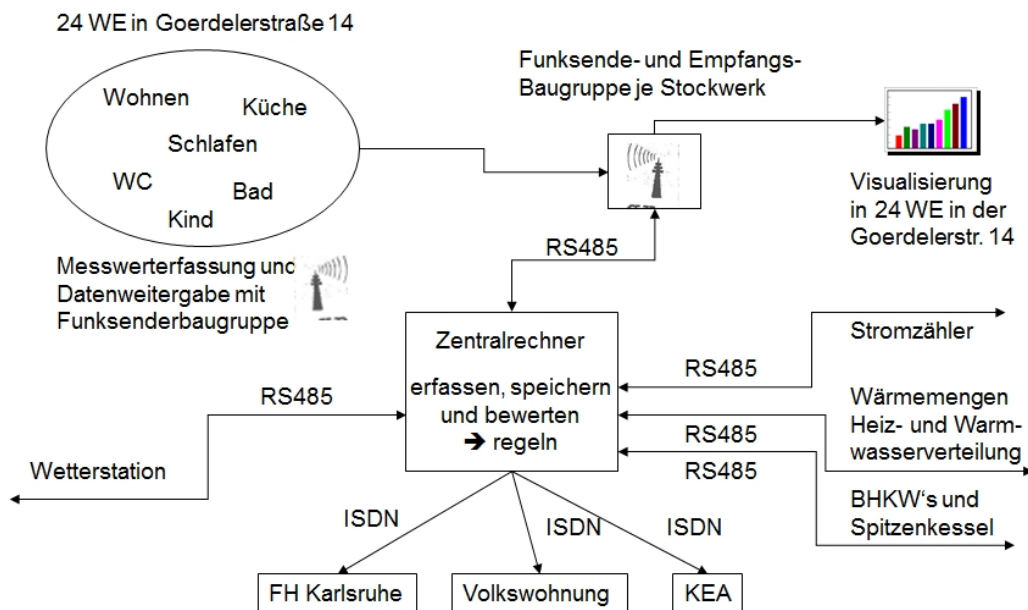 24 WE in Goerdelerstraße 14
Wohnen
Küche
Schlafen
WC
Bad
Kind
Messwerterfassung und
Datenweitergabe mit
Funksenderbaugruppe
Funksende- und Empfangs-
Baugruppe je Stockwerk
Visualisierung
in 24 WE in der
Goerdelerstr. 14
RS485
Zentralrechner
erfassen, speichern
und bewerten
➔ regeln
RS485
Wetterstation
RS485
Stromzähler
RS485
Wärmemengen
Heiz- und Warm-
wasserverteilung
RS485
BHKW‘s und
Spitzenkessel
ISDN
ISDN
ISDN
FH Karlsruhe
Volkswohnung
KEA